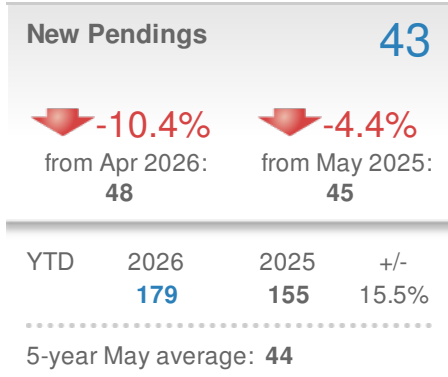 New Pendings 43
-10.4% -4.4%
from Apr 2026: from May 2025:
48 45
YTD 2026 2025 +/-
179 155 15.5%
5-year May average: 44